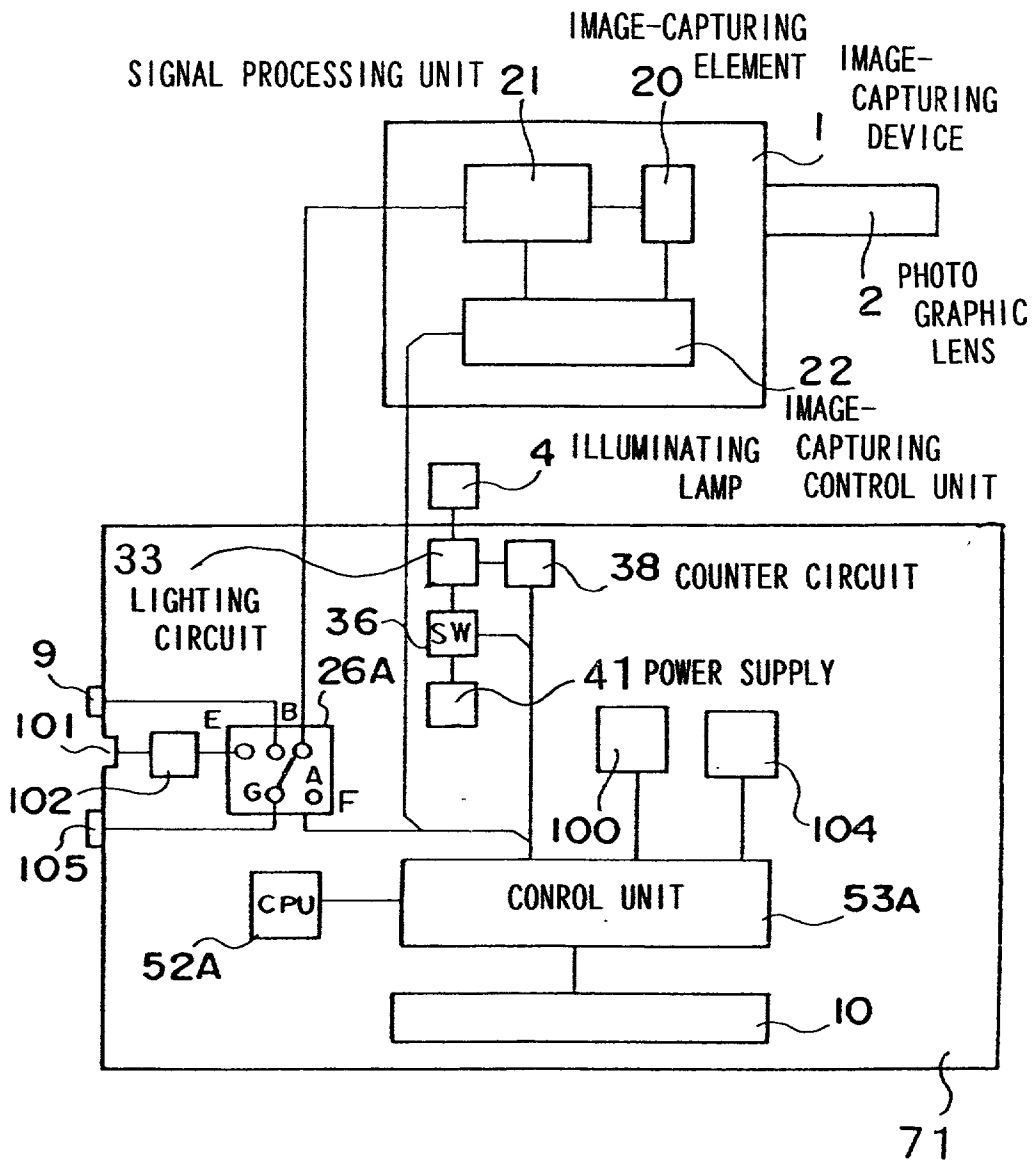 IMAGE-CAPTURING
ELEMENT
SIGNAL PROCESSING UNIT
21
20
IMAGE-
CAPTURING
DEVICE
1
2
PHOTO
GRAPHIC
LENS
22
IMAGE-
CAPTURING
CONTROL UNIT
4
ILLUMINATING
LAMP
33
LIGHTING
CIRCUIT
38
COUNTER CIRCUIT
36
SW
41
POWER SUPPLY
9
26A
E
B
101
A
G
F
102
105
100
104
CPU
52A
CONROL UNIT
53A
10
71